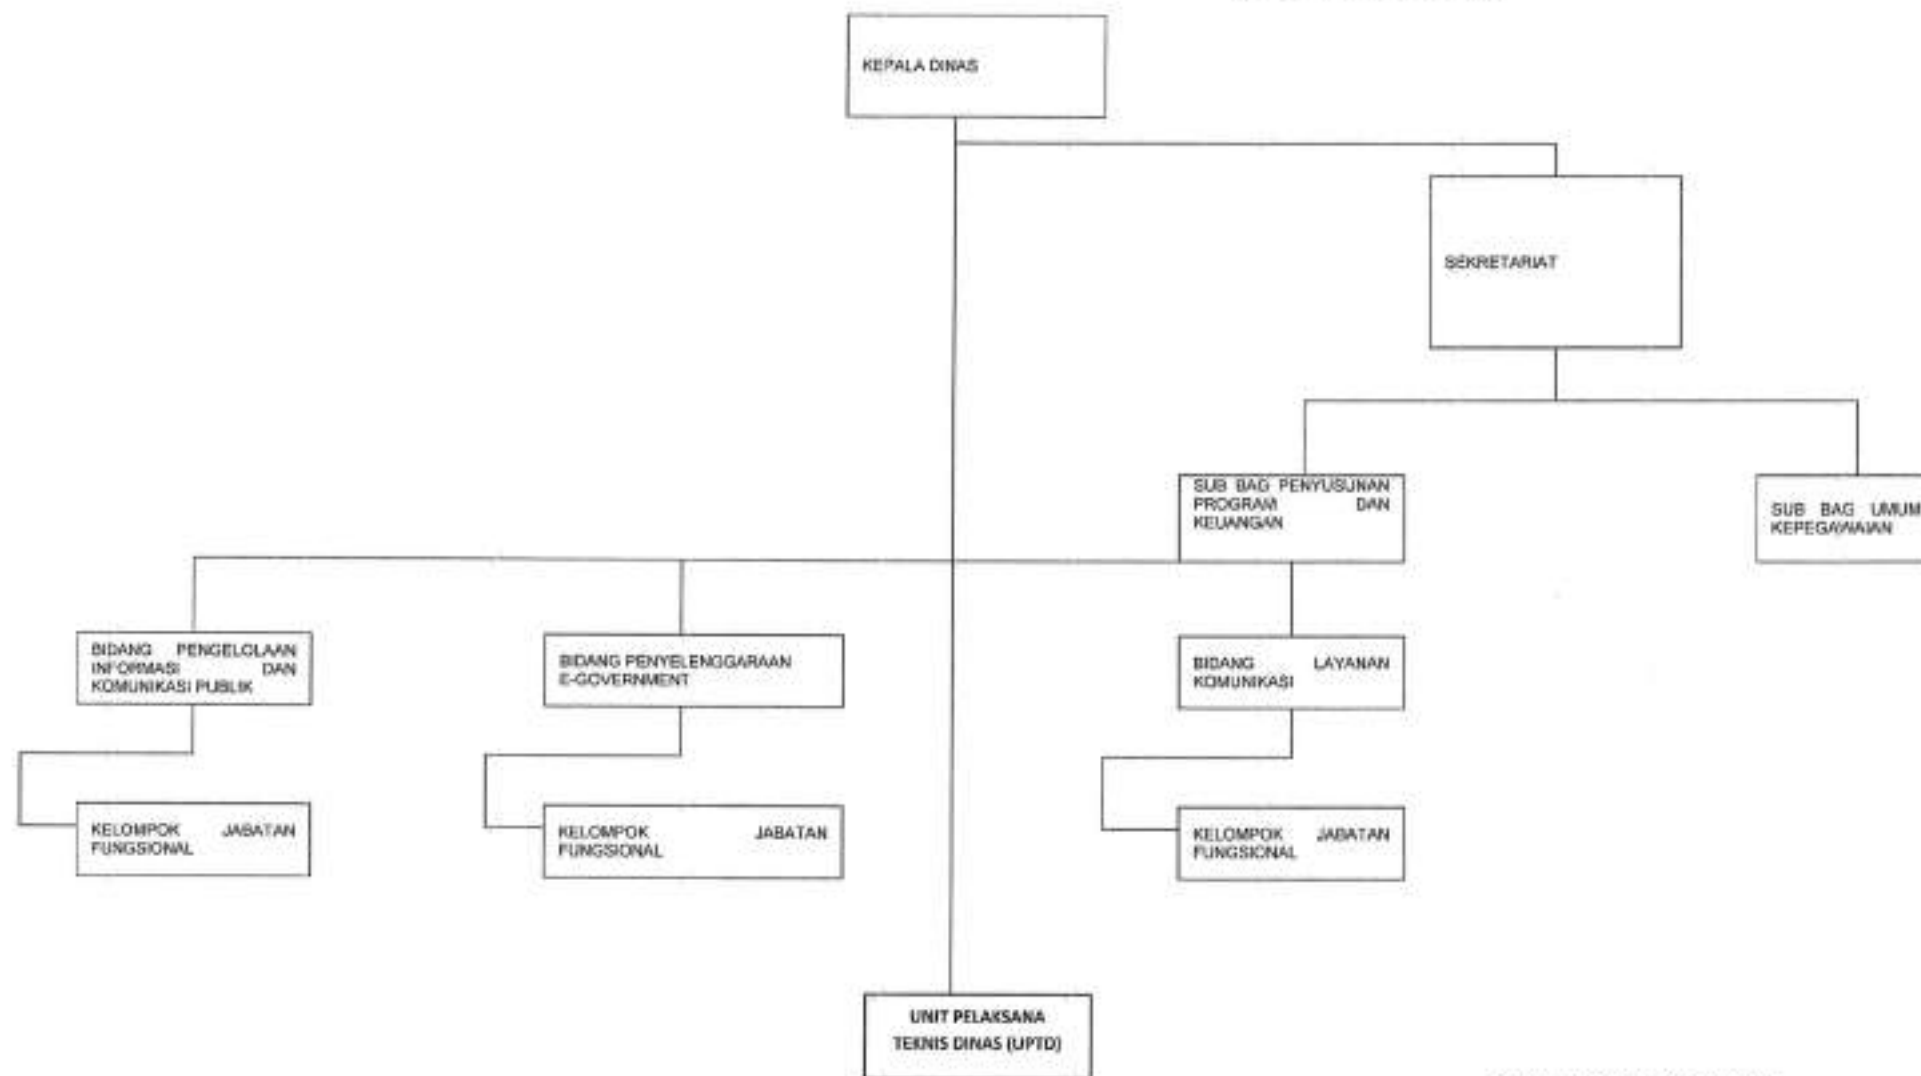 KEPALA DINAS
SEKRETARIAT
SUB BAG PENYUSUNAN
PROGRAM DAN
KEUANGAN
SUB BAG UMUM
KEPEGAWAIAN
BIDANG PENGELOLAAN
INFORMASI DAN
KOMUNIKASI PUBLIK
BIDANG PENYELENGGARAAN
E-GOVERNMENT
BIDANG LAYANAN
KOMUNIKASI
KELOMPOK JABATAN
FUNGSIONAL
KELOMPOK JABATAN
FUNGSIONAL
KELOMPOK JABATAN
FUNGSIONAL
UNIT PELAKSANA
TEKNIS DINAS (UPTD)